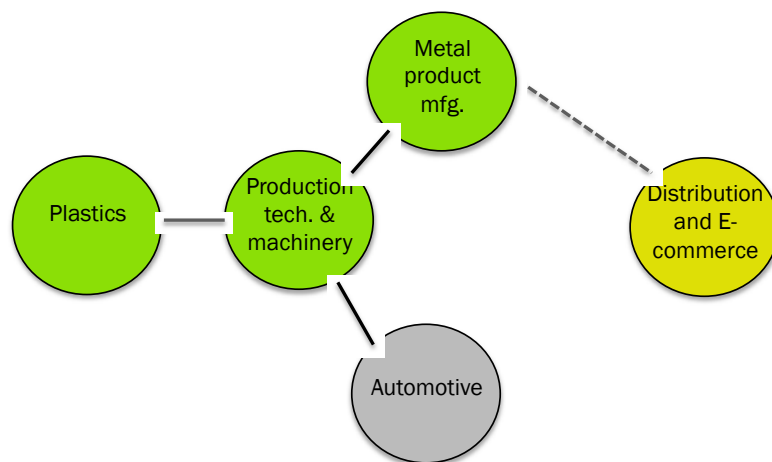 Metal
product
mfg.
Plastics
Production
tech. &
machinery
Distribution
and E-
commerce
Automotive